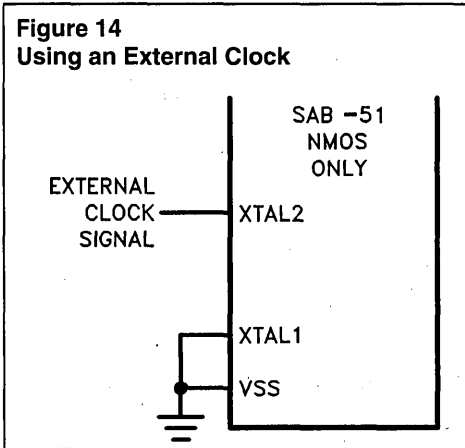 Figure 14
Using an External Clock
SAB -51
NMOS
ONLY
EXTERNAL
CLOCK
SIGNAL
XTAL2
XTAL1
VSS